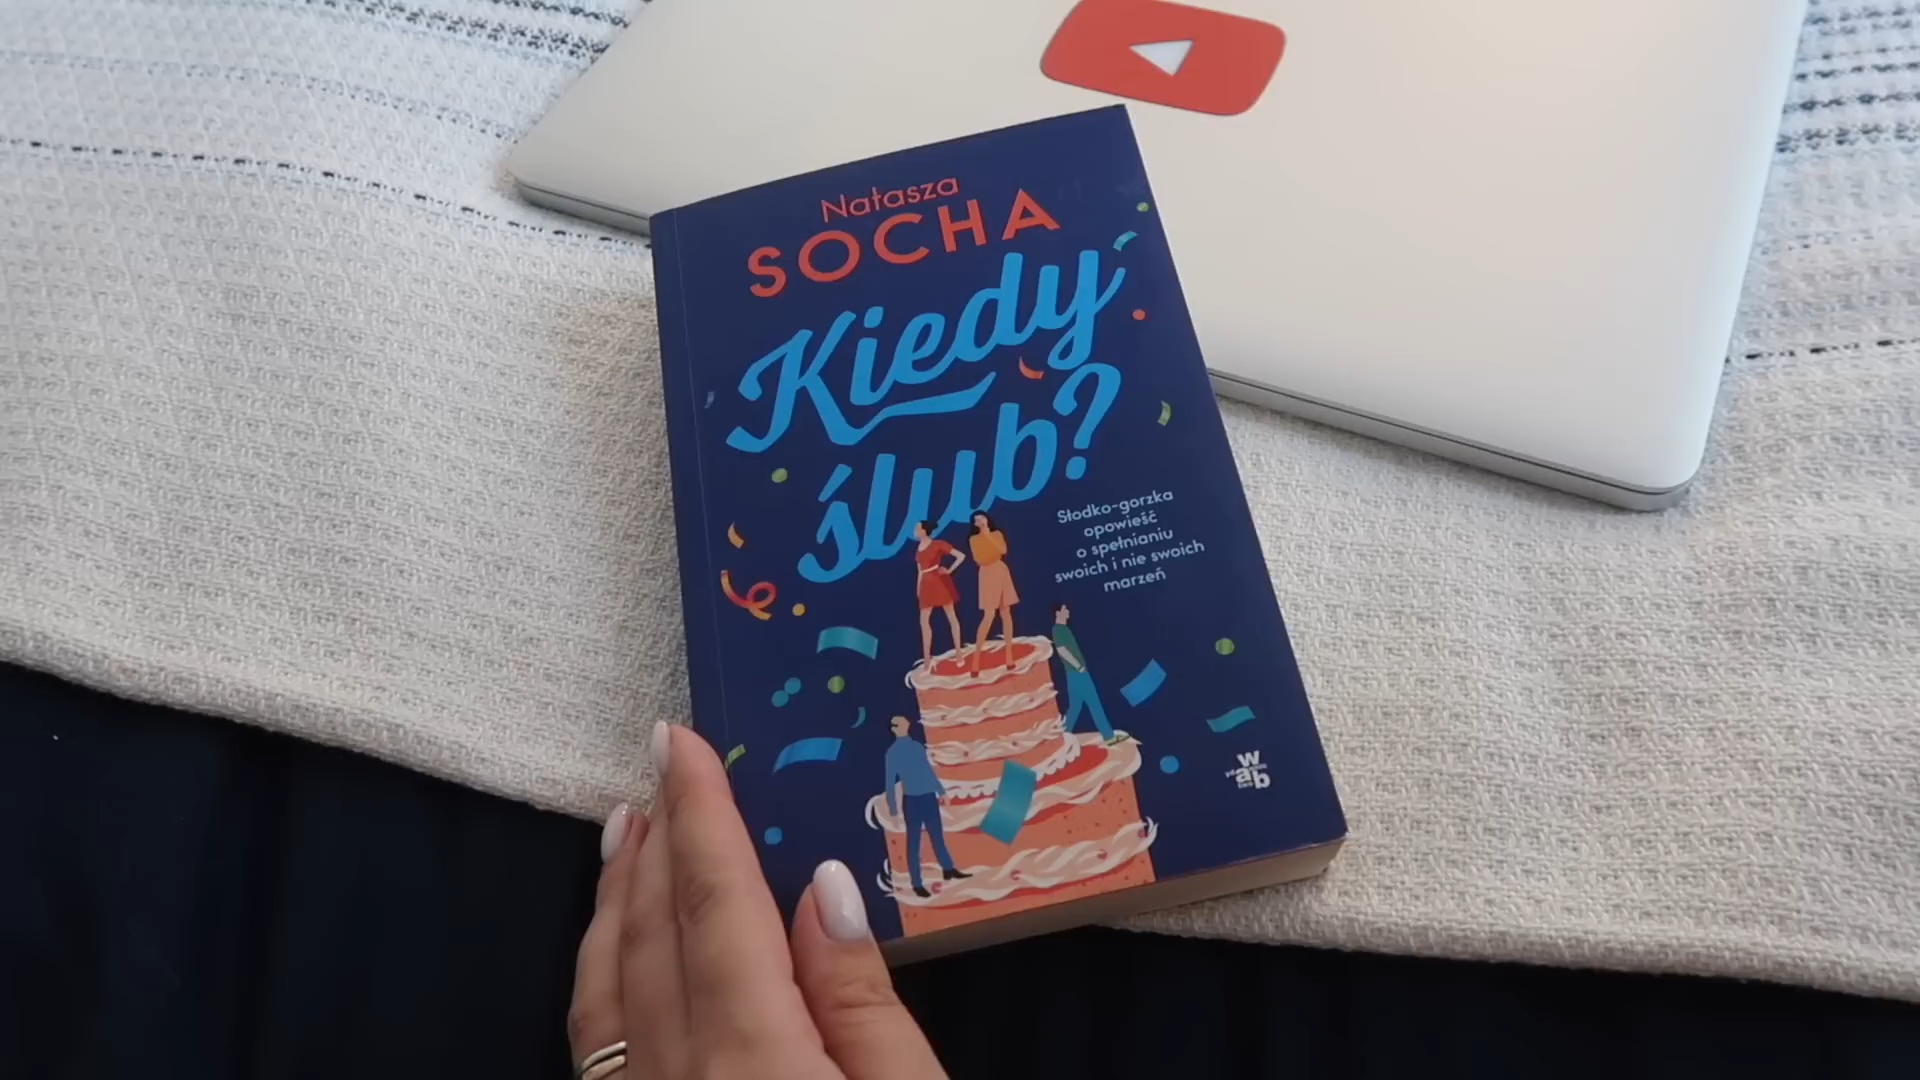 Natasza
SOCHA
Kiedy
ślub?
Słodko-gorzka
opowieść
o spełnianiu
swoich i nie swoich
marzeń
w
a
b